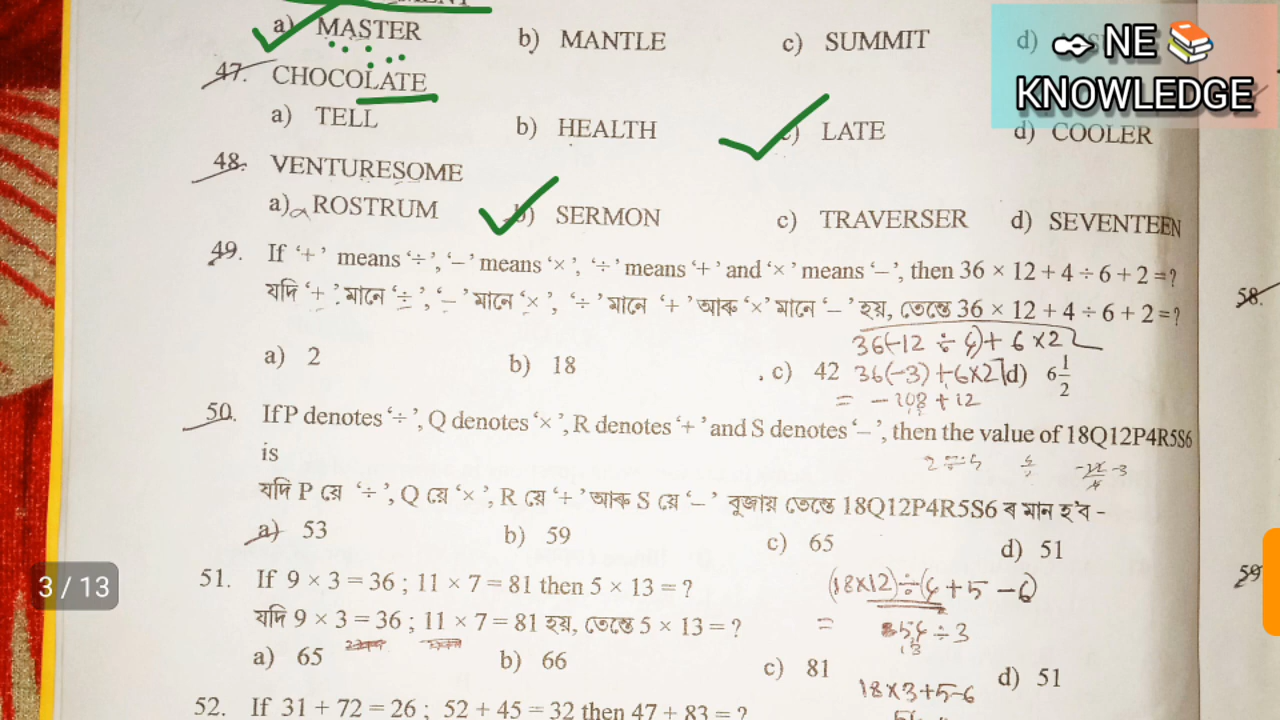 MENT
a) MASTER b) MANTLE c) SUMMIT d)
NE
KNOWLEDGE
47. CHOCOLATE
a) TELL b) HEALTH c) LATE d) COOLER
48. VENTURESOME
a) ROSTRUM b) SERMON c) TRAVERSER d) SEVENTEEN
49. If ‘+’ means ‘÷’, ‘–’ means ‘×’, ‘÷’ means ‘+’ and ‘×’ means ‘–’, then 36 × 12 + 4 ÷ 6 + 2 = ?
যদি ‘+’ মানে ‘÷’, ‘–’ মানে ‘×’, ‘÷’ মানে ‘+’ আৰু ‘×’ মানে ‘–’ হয়, তেন্তে 36 × 12 + 4 ÷ 6 + 2 = ?
36(-12 ÷ 4) + 6 × 2
a) 2 b) 18 c) 42 d) 6 1/2
36(-3) + 6×2
= -108 + 12
50. If P denotes ‘÷’, Q denotes ‘×’, R denotes ‘+’ and S denotes ‘–’, then the value of 18Q12P4R5S6
is
যদি P য়ে ‘÷’, Q য়ে ‘×’, R য়ে ‘+’ আৰু S য়ে ‘–’ বুজায় তেন্তে 18Q12P4R5S6 ৰ মান হ'ব -
a) 53 b) 59 c) 65 d) 51
51. If 9 × 3 = 36 ; 11 × 7 = 81 then 5 × 13 = ?
(18×12)÷(4+5-6)
যদি 9 × 3 = 36 ; 11 × 7 = 81 হয়, তেন্তে 5 × 13 = ?
a) 65 b) 66 c) 81 d) 51
18×3+5-6
52. If 31 + 72 = 26 ; 52 + 45 = 32 then 47 + 83 = ?
58.
59
3 / 13